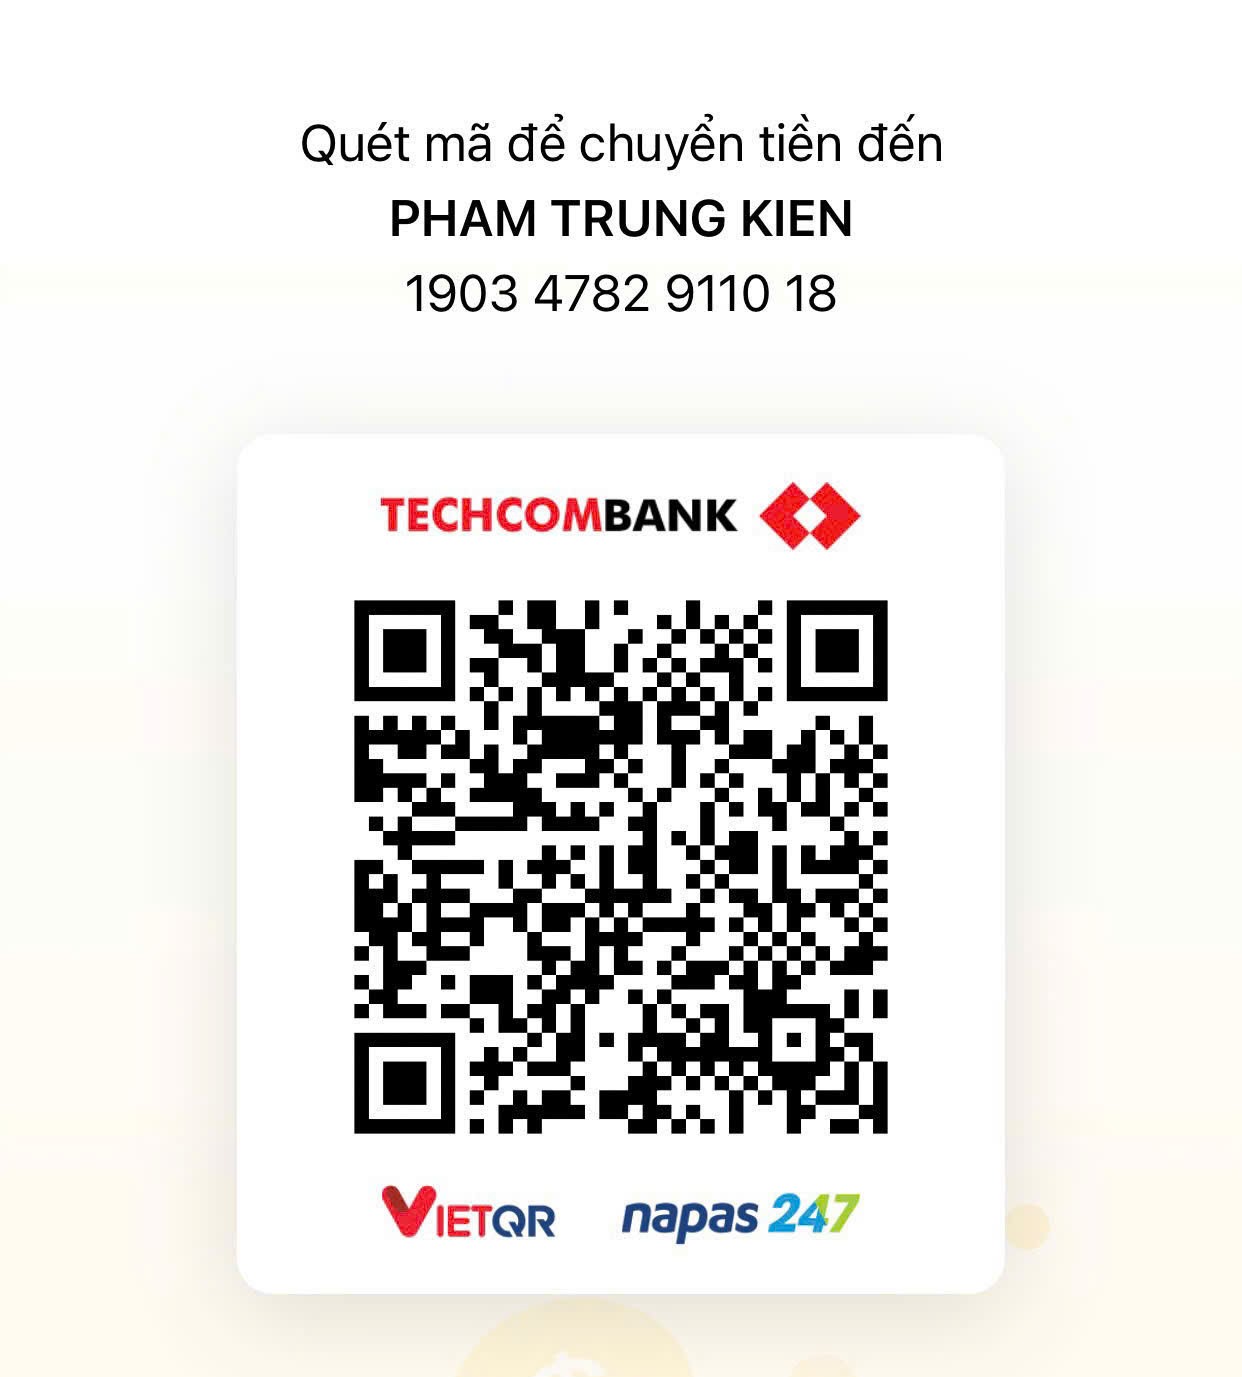 Quét mã để chuyển tiền đến
PHAM TRUNG KIEN
1903 4782 9110 18
TECHCOMBANK
VIETQR napas 247